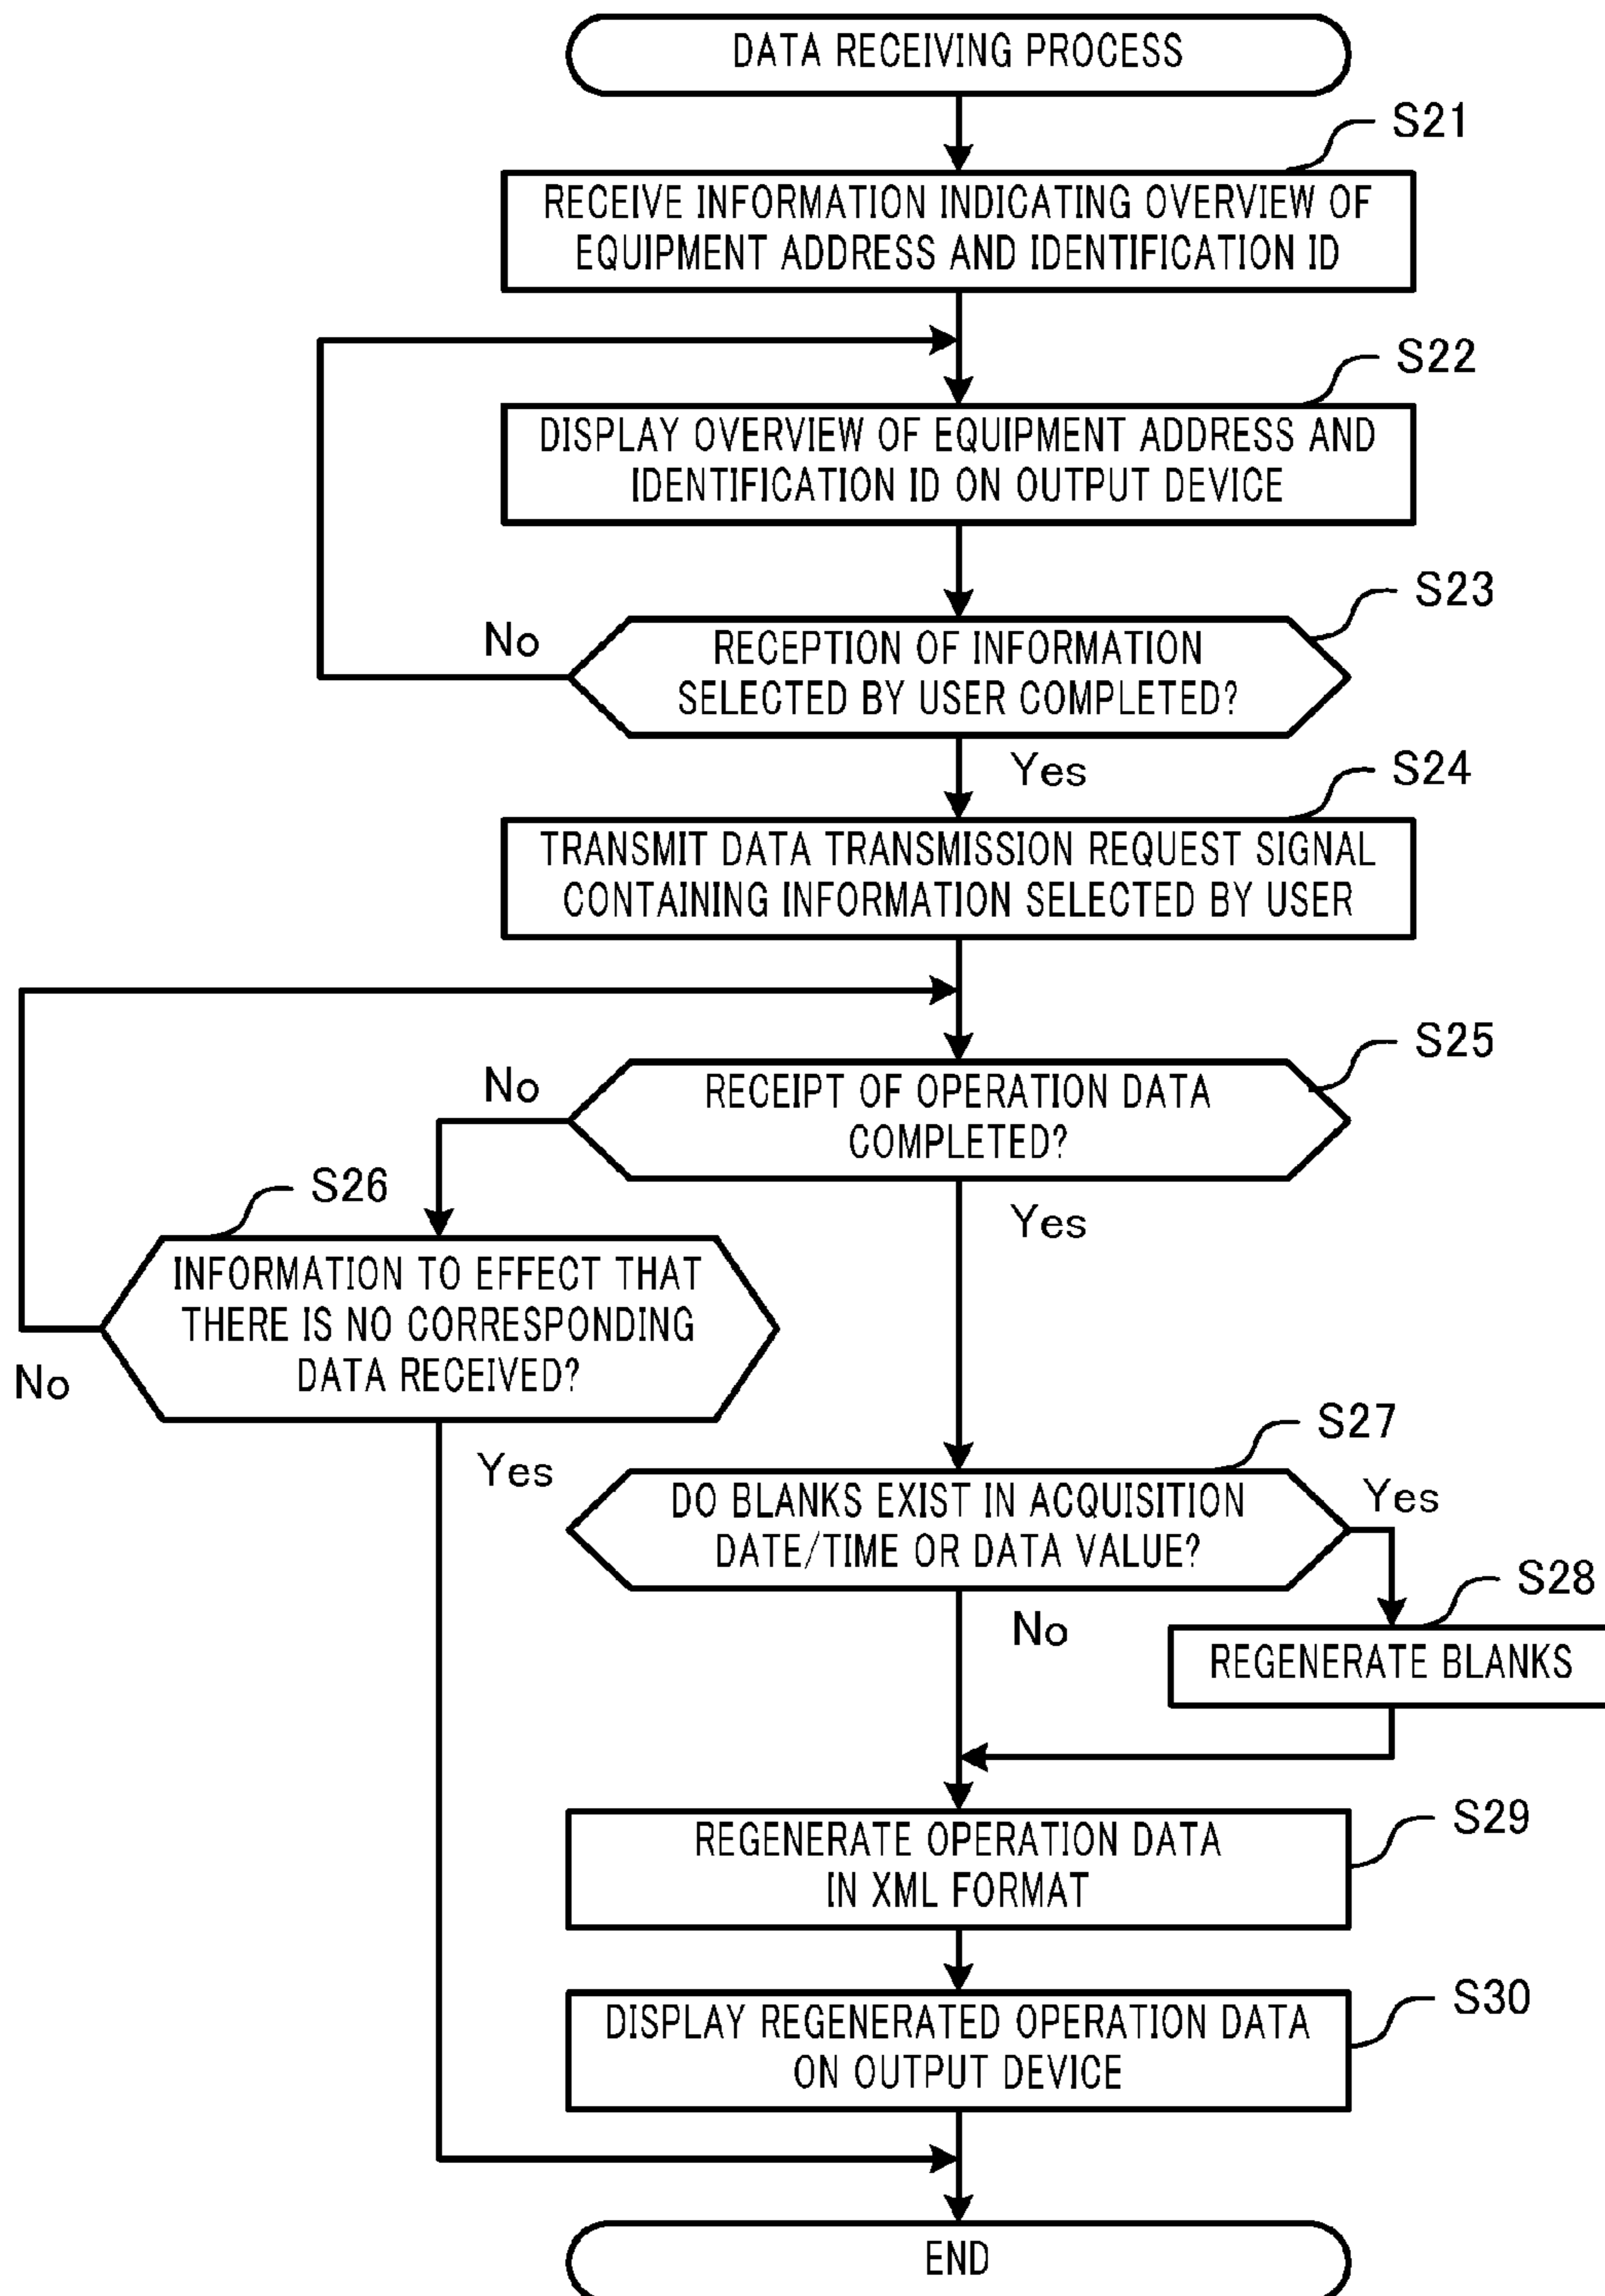 DATA RECEIVING PROCESS
S21
RECEIVE INFORMATION INDICATING OVERVIEW OF
EQUIPMENT ADDRESS AND IDENTIFICATION ID
S22
DISPLAY OVERVIEW OF EQUIPMENT ADDRESS AND
IDENTIFICATION ID ON OUTPUT DEVICE
S23
No
RECEPTION OF INFORMATION
SELECTED BY USER COMPLETED?
Yes
S24
TRANSMIT DATA TRANSMISSION REQUEST SIGNAL
CONTAINING INFORMATION SELECTED BY USER
S25
No
RECEIPT OF OPERATION DATA
COMPLETED?
Yes
S26
INFORMATION TO EFFECT THAT
THERE IS NO CORRESPONDING
DATA RECEIVED?
No
Yes
S27
DO BLANKS EXIST IN ACQUISITION
DATE/TIME OR DATA VALUE?
Yes
No
S28
REGENERATE BLANKS
S29
REGENERATE OPERATION DATA
IN XML FORMAT
S30
DISPLAY REGENERATED OPERATION DATA
ON OUTPUT DEVICE
END